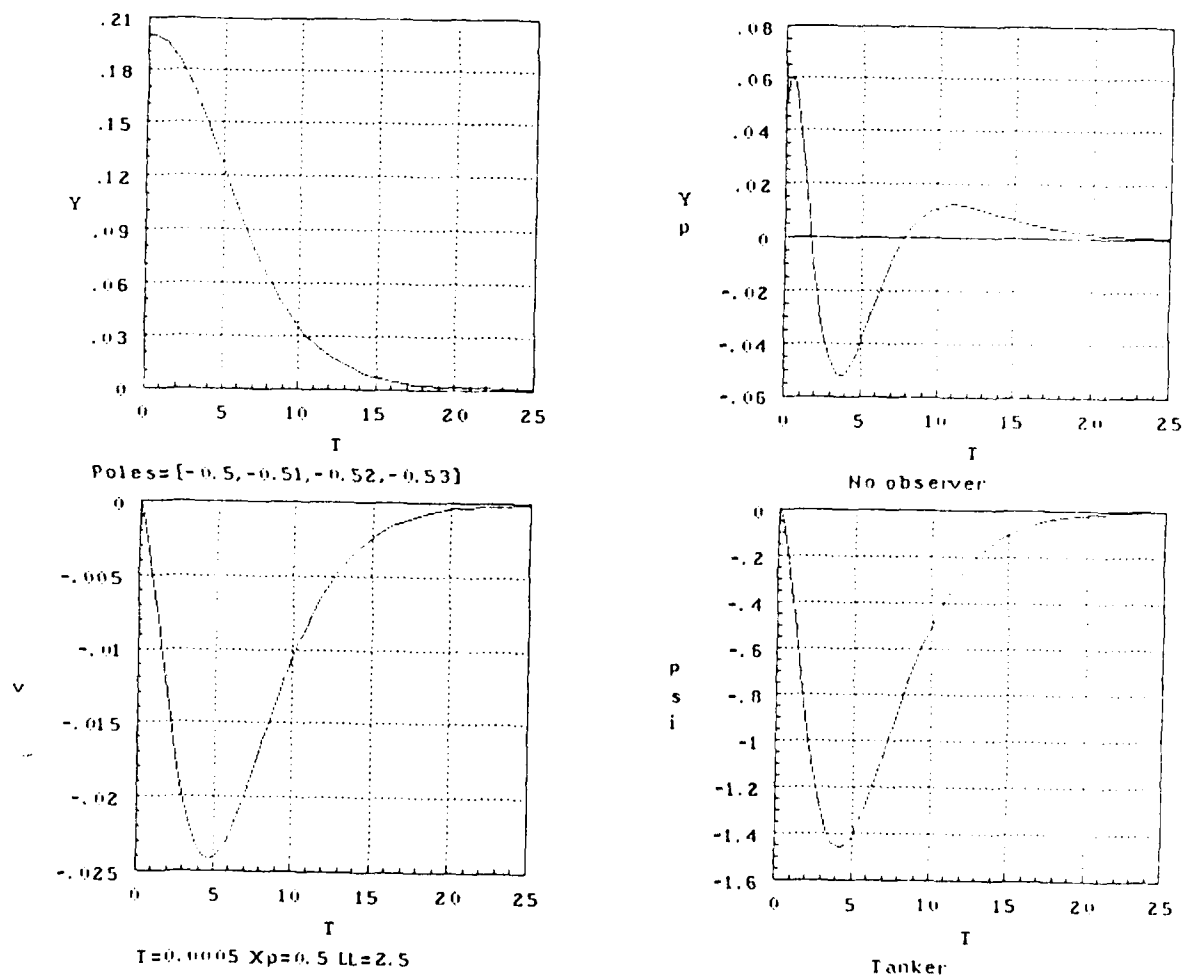 .21
.18
.15
.12
.09
.06
.03
0
Y
0 5 10 15 20 25
T
Poles=[-0.5,-0.51,-0.52,-0.53]
.08
.06
.04
.02
0
-.02
-.04
-.06
Y
p
0 5 10 15 20 25
T
No observer
0
-.005
-.01
-.015
-.02
-.025
v
0 5 10 15 20 25
T
T=0.0005 Xp=0.5 LL=2.5
0
-.2
-.4
-.6
-.8
-1
-1.2
-1.4
-1.6
p
s
i
0 5 10 15 20 25
T
Tanker